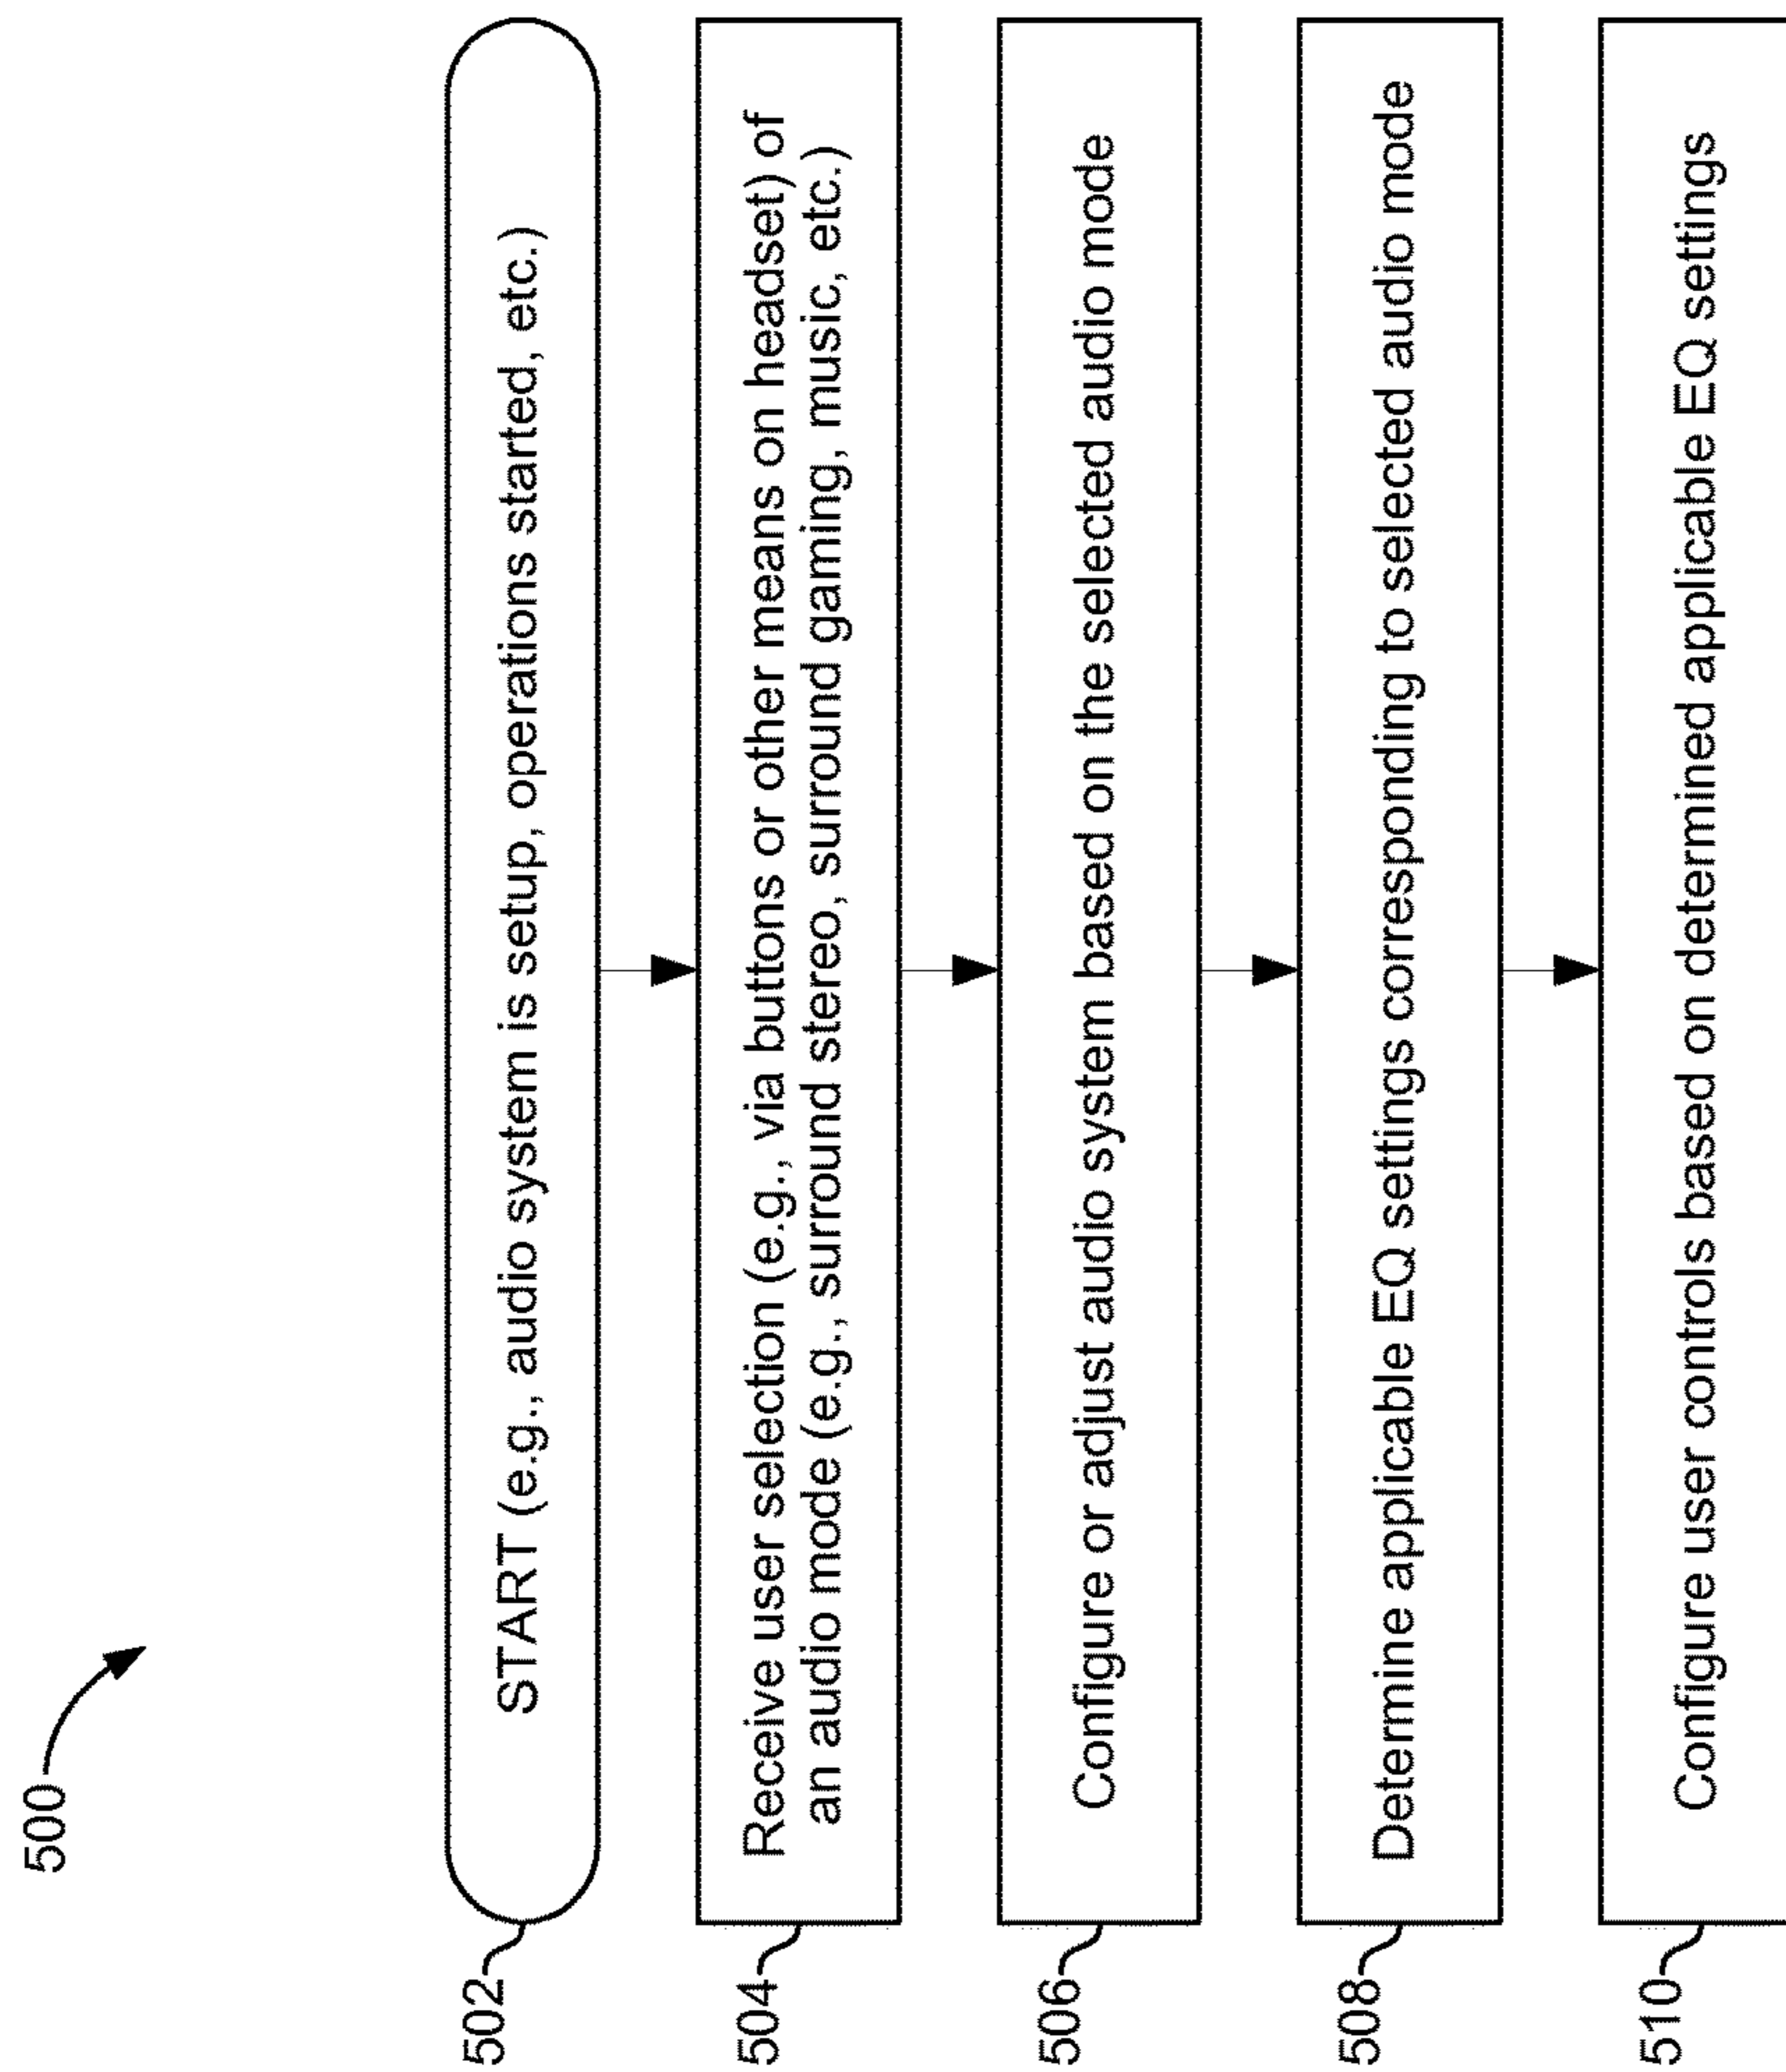 500
502
START (e.g., audio system is setup, operations started, etc.)
504
Receive user selection (e.g., via buttons or other means on headset) of
an audio mode (e.g., surround stereo, surround gaming, music, etc.)
506
Configure or adjust audio system based on the selected audio mode
508
Determine applicable EQ settings corresponding to selected audio mode
510
Configure user controls based on determined applicable EQ settings